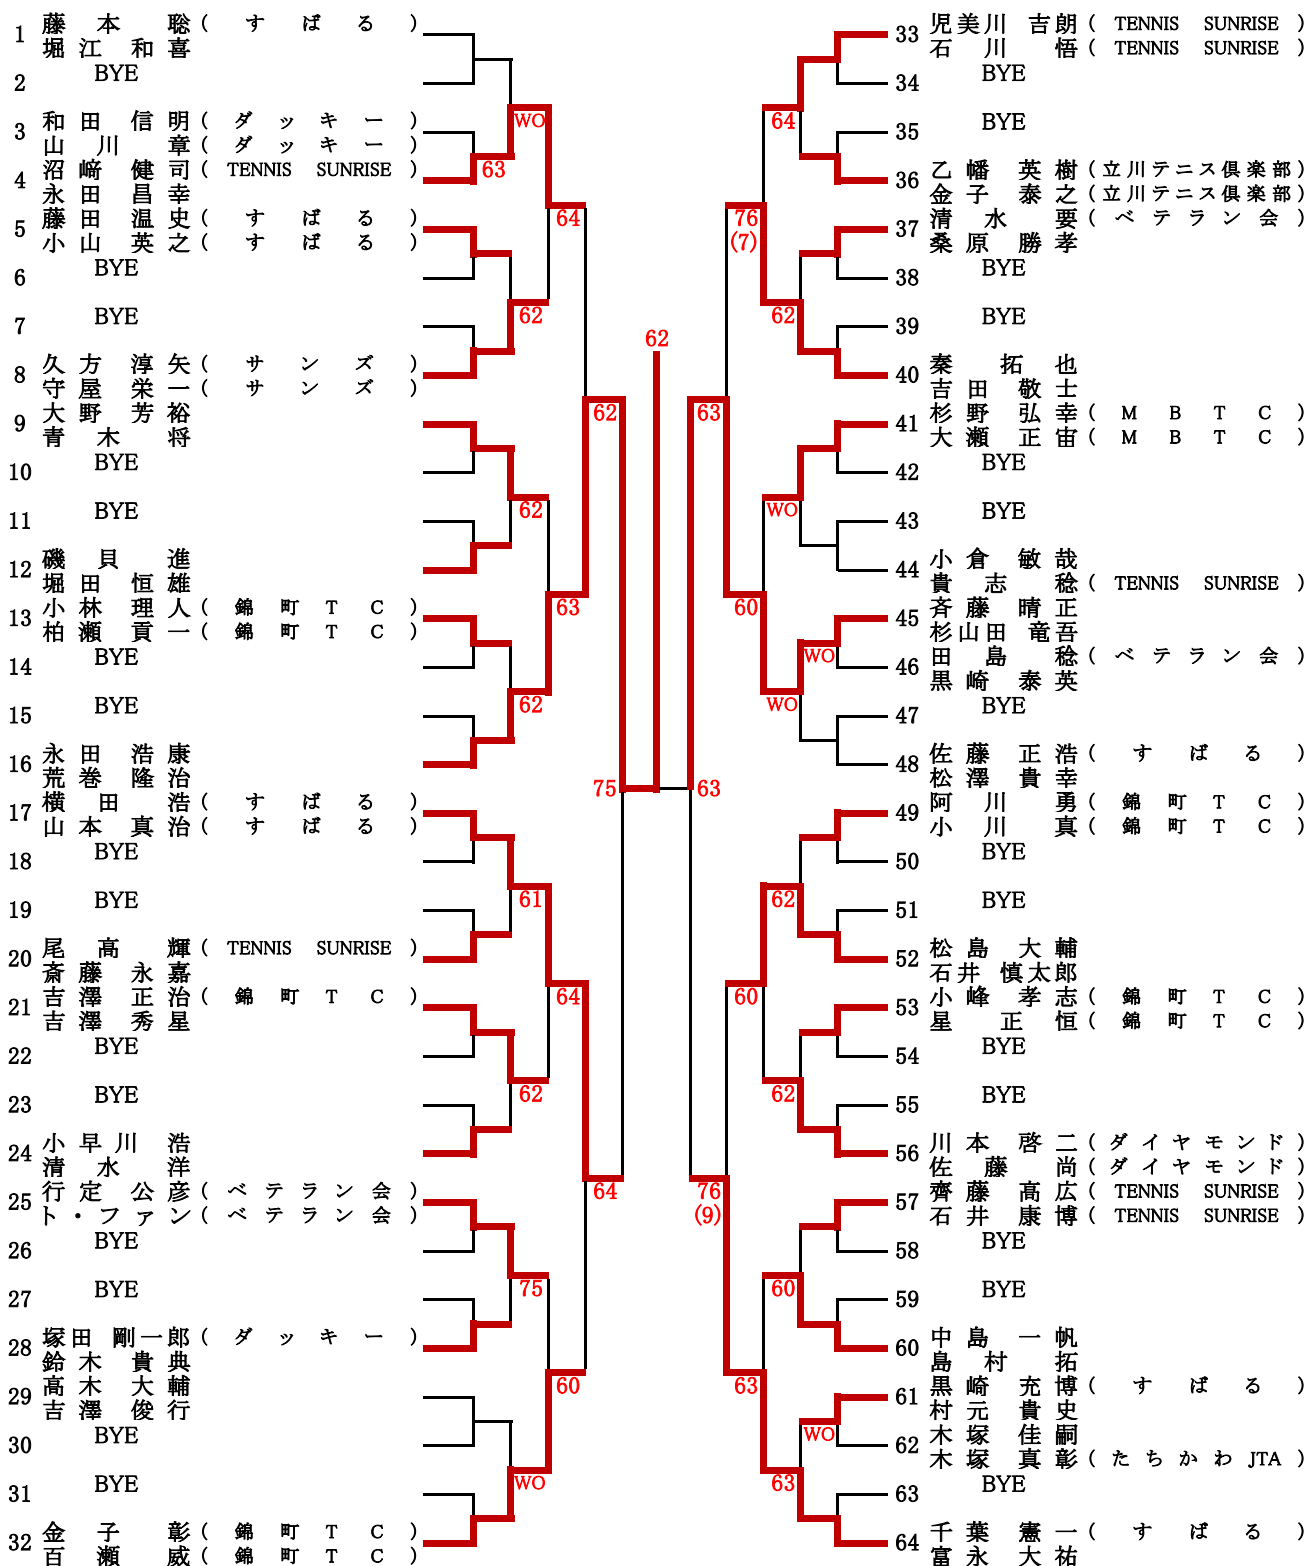 1 藤本 聡 (すばる)
堀江 和喜
2 BYE
3 和田 信明 (ダッキー)
山川 章 (ダッキー)
4 沼﨑 健司 (TENNIS SUNRISE)
永田 昌幸
5 藤田 温史 (すばる)
小山 英之 (すばる)
6 BYE
7 BYE
8 久方 淳矢 (サンズ)
守屋 栄一 (サンズ)
9 大野 芳裕
青木 将
10 BYE
11 BYE
12 磯貝 進
堀田 恒雄
13 小林 理人 (錦町TC)
柏瀬 貢一 (錦町TC)
14 BYE
15 BYE
16 永田 浩康
荒巻 隆治
17 横田 浩 (すばる)
山本 真治 (すばる)
18 BYE
19 BYE
20 尾高 輝 (TENNIS SUNRISE)
斎藤 永嘉
21 吉澤 正治 (錦町TC)
吉澤 秀星
22 BYE
23 BYE
24 小早川 浩
清水 洋
25 行定 公彦 (ベテラン会)
ト・ファン (ベテラン会)
26 BYE
27 BYE
28 塚田 剛一郎 (ダッキー)
鈴木 貴典
29 髙木 大輔
吉澤 俊行
30 BYE
31 BYE
32 金子 彰 (錦町TC)
百瀬 威 (錦町TC)
63
WO
62
62
62
61
62
75
WO
64
63
64
60
62
64
75
62
63
63
76
(9)
76
(7)
60
60
63
64
62
WO
WO
WO
62
62
60
63
WO
33 児美川 吉朗 (TENNIS SUNRISE)
石川 悟 (TENNIS SUNRISE)
34 BYE
35 BYE
36 乙幡 英樹 (立川テニス倶楽部)
金子 泰之 (立川テニス倶楽部)
37 清水 要 (ベテラン会)
桑原 勝孝
38 BYE
39 BYE
40 秦 拓也
吉田 敬士
41 杉野 弘幸 (MBTC)
大瀬 正宙 (MBTC)
42 BYE
43 BYE
44 小倉 敏哉
貴志 稔 (TENNIS SUNRISE)
45 斉藤 晴正
杉山田 竜吾
46 田島 稔 (ベテラン会)
黒崎 泰英
47 BYE
48 佐藤 正浩 (すばる)
松澤 貴幸
49 阿川 勇 (錦町TC)
小川 真 (錦町TC)
50 BYE
51 BYE
52 松島 大輔
石井 慎太郎
53 小峰 孝志 (錦町TC)
星 正恒 (錦町TC)
54 BYE
55 BYE
56 川本 啓二 (ダイヤモンド)
佐藤 尚 (ダイヤモンド)
57 齊藤 高広 (TENNIS SUNRISE)
石井 康博 (TENNIS SUNRISE)
58 BYE
59 BYE
60 中島 一帆
島村 拓
61 黒崎 充博 (すばる)
村元 貴史
62 木塚 佳嗣
木塚 真彰 (たちかわJTA)
63 BYE
64 千葉 憲一 (すばる)
富永 大祐